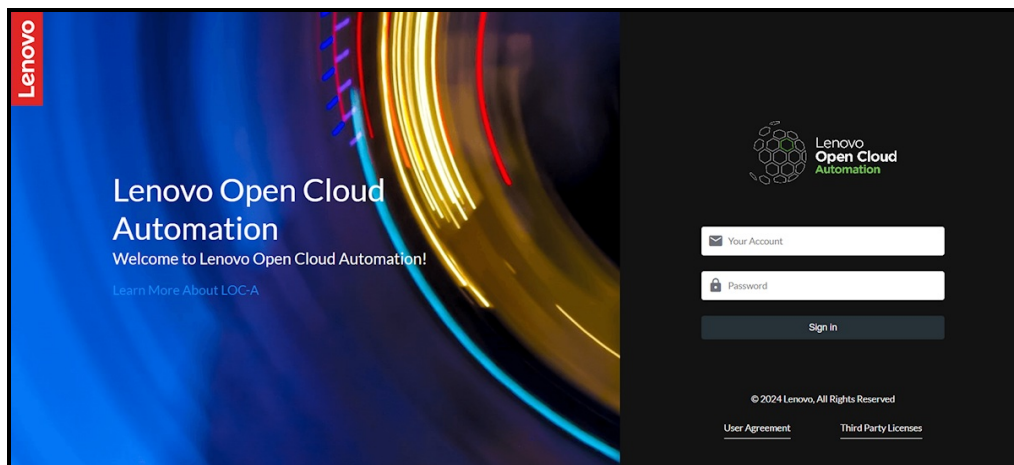 Lenovo
Lenovo Open Cloud
Automation
Welcome to Lenovo Open Cloud Automation!
Learn More About LOC-A
Lenovo
Open Cloud
Automation
Your Account
Password
Sign in
© 2024 Lenovo, All Rights Reserved
User Agreement
Third Party Licenses